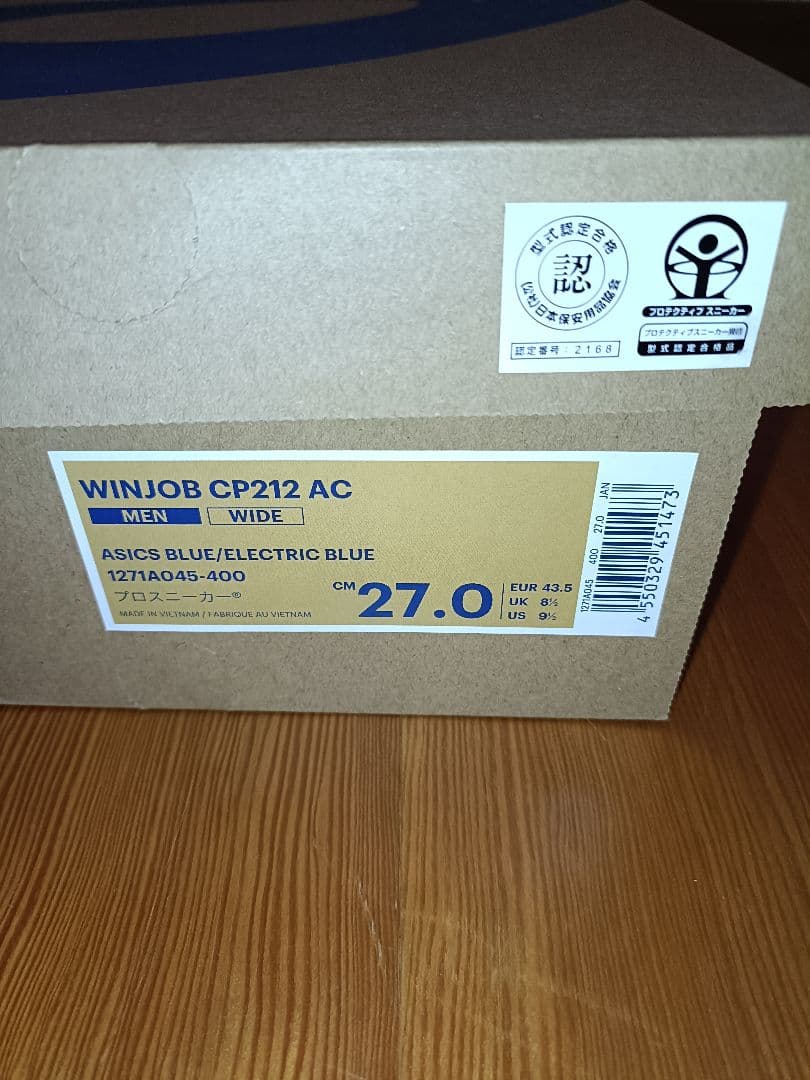 型式認定合格
認
(公社)日本保安用品協会
認定番号:2168
プロテクティブ スニーカー
プロテクティブスニーカー規格
型式認定合格品
WINJOB CP212 AC
MEN WIDE
ASICS BLUE/ELECTRIC BLUE
1271A045-400
プロスニーカー®
MADE IN VIETNAM / FABRIQUE AU VIETNAM
CM 27.0
EUR 43.5
UK 8½
US 9½
1271A045 400 27.0 JAN
4 550329 451473